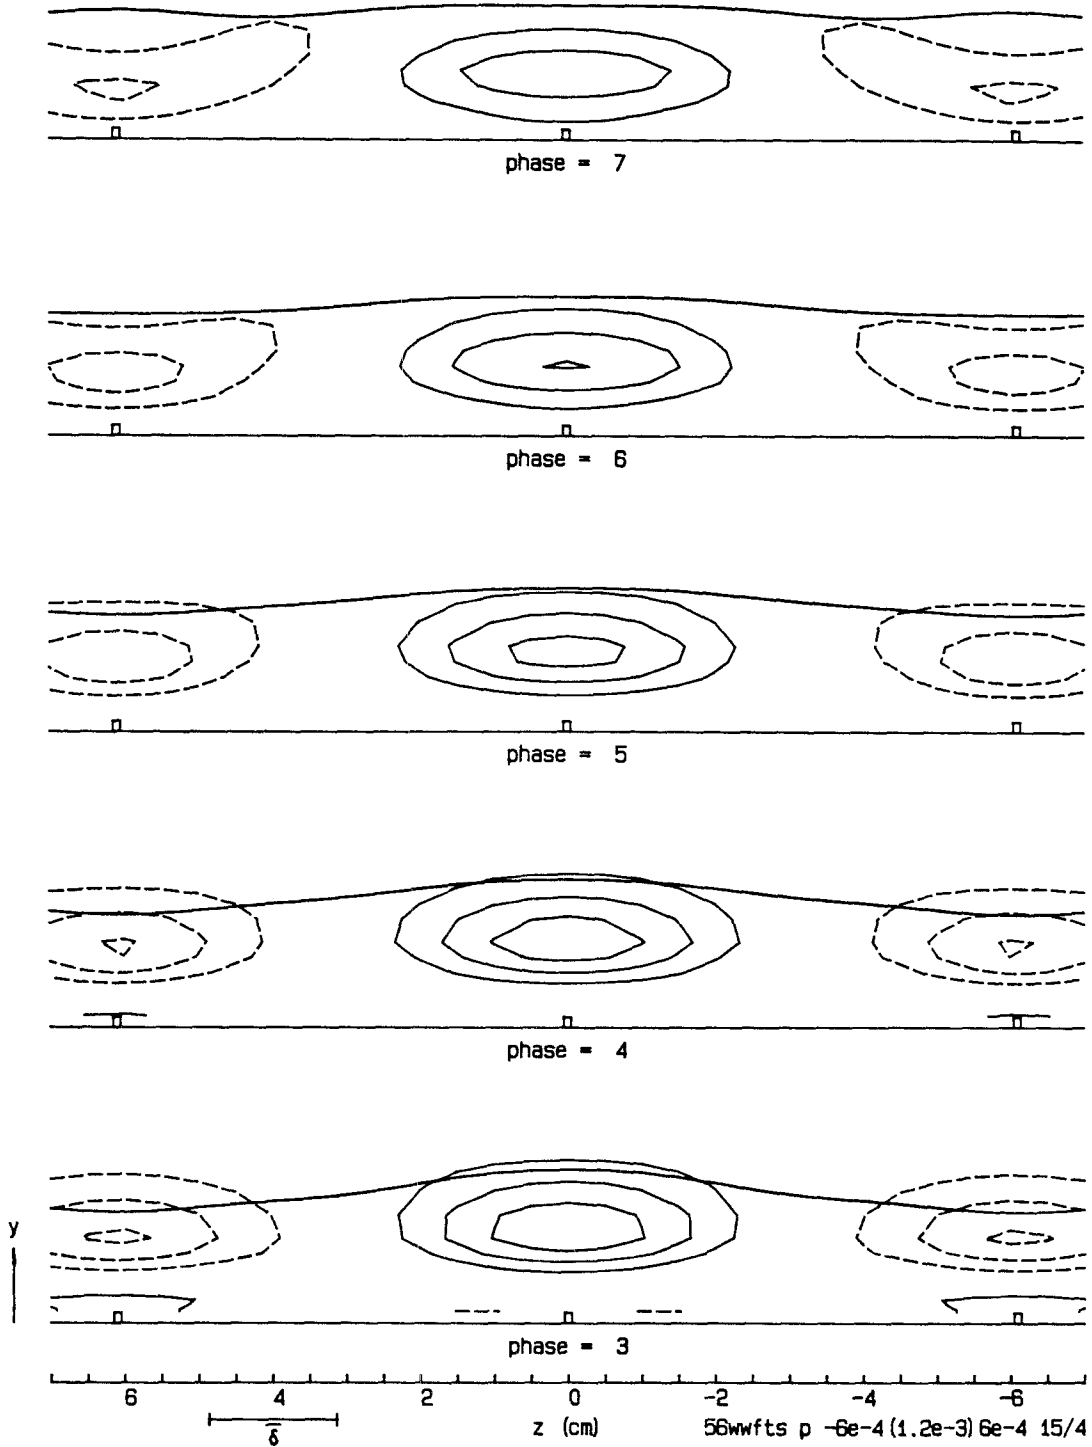 phase = 7
phase = 6
phase = 5
phase = 4
y
phase = 3
6 4 2 0 -2 -4 -6
δ̅ z (cm) 56wwfts p -6e-4(1.2e-3)6e-4 15/4